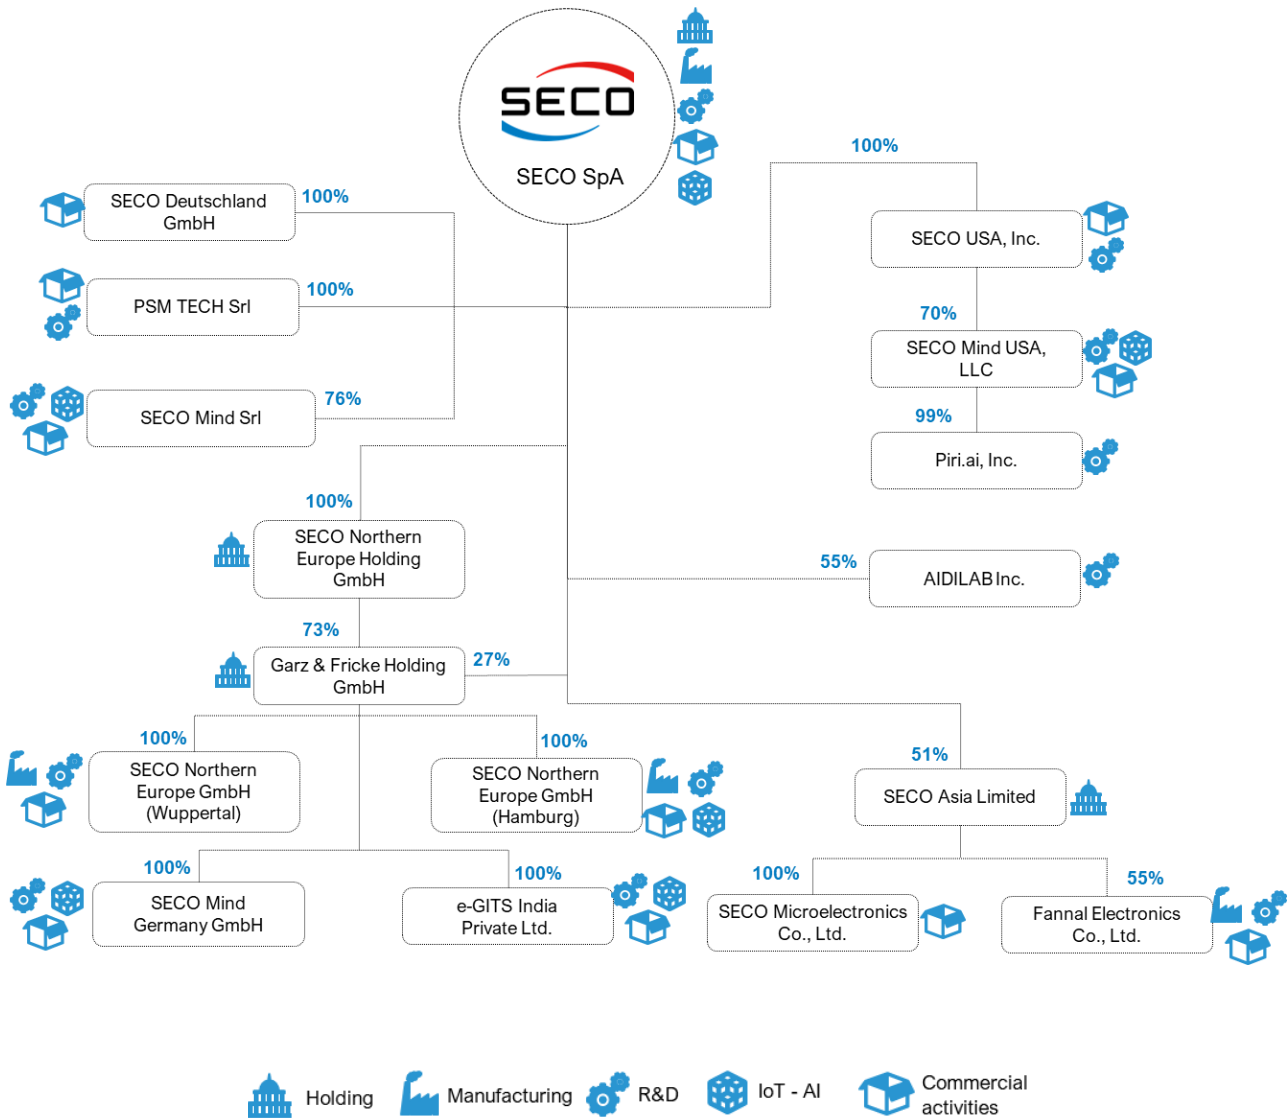 SECO
SECO SpA
100%
SECO Deutschland
GmbH
100%
PSM TECH Srl
100%
SECO Mind Srl
76%
100%
SECO USA, Inc.
70%
SECO Mind USA,
LLC
99%
Piri.ai, Inc.
55%
AIDILAB Inc.
100%
SECO Northern
Europe Holding
GmbH
73%
Garz & Fricke Holding
GmbH
27%
100%
SECO Northern
Europe GmbH
(Wuppertal)
100%
SECO Northern
Europe GmbH
(Hamburg)
100%
SECO Mind
Germany GmbH
100%
e-GITS India
Private Ltd.
51%
SECO Asia Limited
100%
SECO Microelectronics
Co., Ltd.
55%
Fannal Electronics
Co., Ltd.
Holding
Manufacturing
R&D
IoT - AI
Commercial
activities